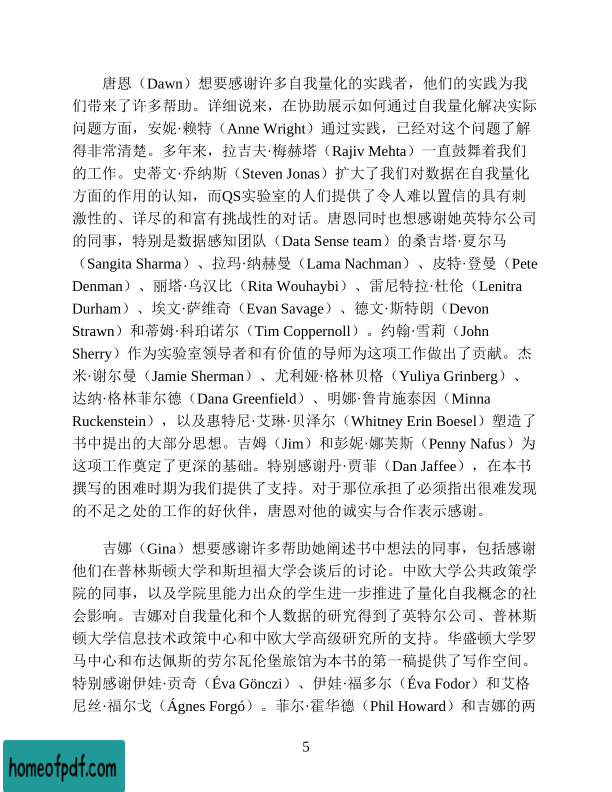 唐恩（Dawn）想要感谢许多自我量化的实践者，他们的实践为我
们带来了许多帮助。详细说来，在协助展示如何通过自我量化解决实际
问题方面，安妮·赖特（Anne Wright）通过实践，已经对这个问题了解
得非常清楚。多年来，拉吉夫·梅赫塔（Rajiv Mehta）一直鼓舞着我们
的工作。史蒂文·乔纳斯（Steven Jonas）扩大了我们对数据在自我量化
方面的作用的认知，而QS实验室的人们提供了令人难以置信的具有刺
激性的、详尽的和富有挑战性的对话。唐恩同时也想感谢她英特尔公司
的同事，特别是数据感知团队（Data Sense team）的桑吉塔·夏尔马
（Sangita Sharma）、拉玛·纳赫曼（Lama Nachman）、皮特·登曼（Pete
Denman）、丽塔·乌汉比（Rita Wouhaybi）、雷尼特拉·杜伦（Lenitra
Durham）、埃文·萨维奇（Evan Savage）、德文·斯特朗（Devon
Strawn）和蒂姆·科珀诺尔（Tim Coppernoll）。约翰·雪莉（John
Sherry）作为实验室领导者和有价值的导师为这项工作做出了贡献。杰
米·谢尔曼（Jamie Sherman）、尤利娅·格林贝格（Yuliya Grinberg）、
达纳·格林菲尔德（Dana Greenfield）、明娜·鲁肯施泰因（Minna
Ruckenstein），以及惠特尼·艾琳·贝泽尔（Whitney Erin Boesel）塑造了
书中提出的大部分思想。吉姆（Jim）和彭妮·娜芙斯（Penny Nafus）为
这项工作奠定了更深的基础。特别感谢丹·贾菲（Dan Jaffee），在本书
撰写的困难时期为我们提供了支持。对于那位承担了必须指出很难发现
的不足之处的工作的好伙伴，唐恩对他的诚实与合作表示感谢。
吉娜（Gina）想要感谢许多帮助她阐述书中想法的同事，包括感谢
他们在普林斯顿大学和斯坦福大学会谈后的讨论。中欧大学公共政策学
院的同事，以及学院里能力出众的学生进一步推进了量化自我概念的社
会影响。吉娜对自我量化和个人数据的研究得到了英特尔公司、普林斯
顿大学信息技术政策中心和中欧大学高级研究所的支持。华盛顿大学罗
马中心和布达佩斯的劳尔瓦伦堡旅馆为本书的第一稿提供了写作空间。
特别感谢伊娃·贡奇（Éva Gönczi）、伊娃·福多尔（Éva Fodor）和艾格
尼丝·福尔戈（Ágnes Forgó）。菲尔·霍华德（Phil Howard）和吉娜的两
5
homeofpdf.com